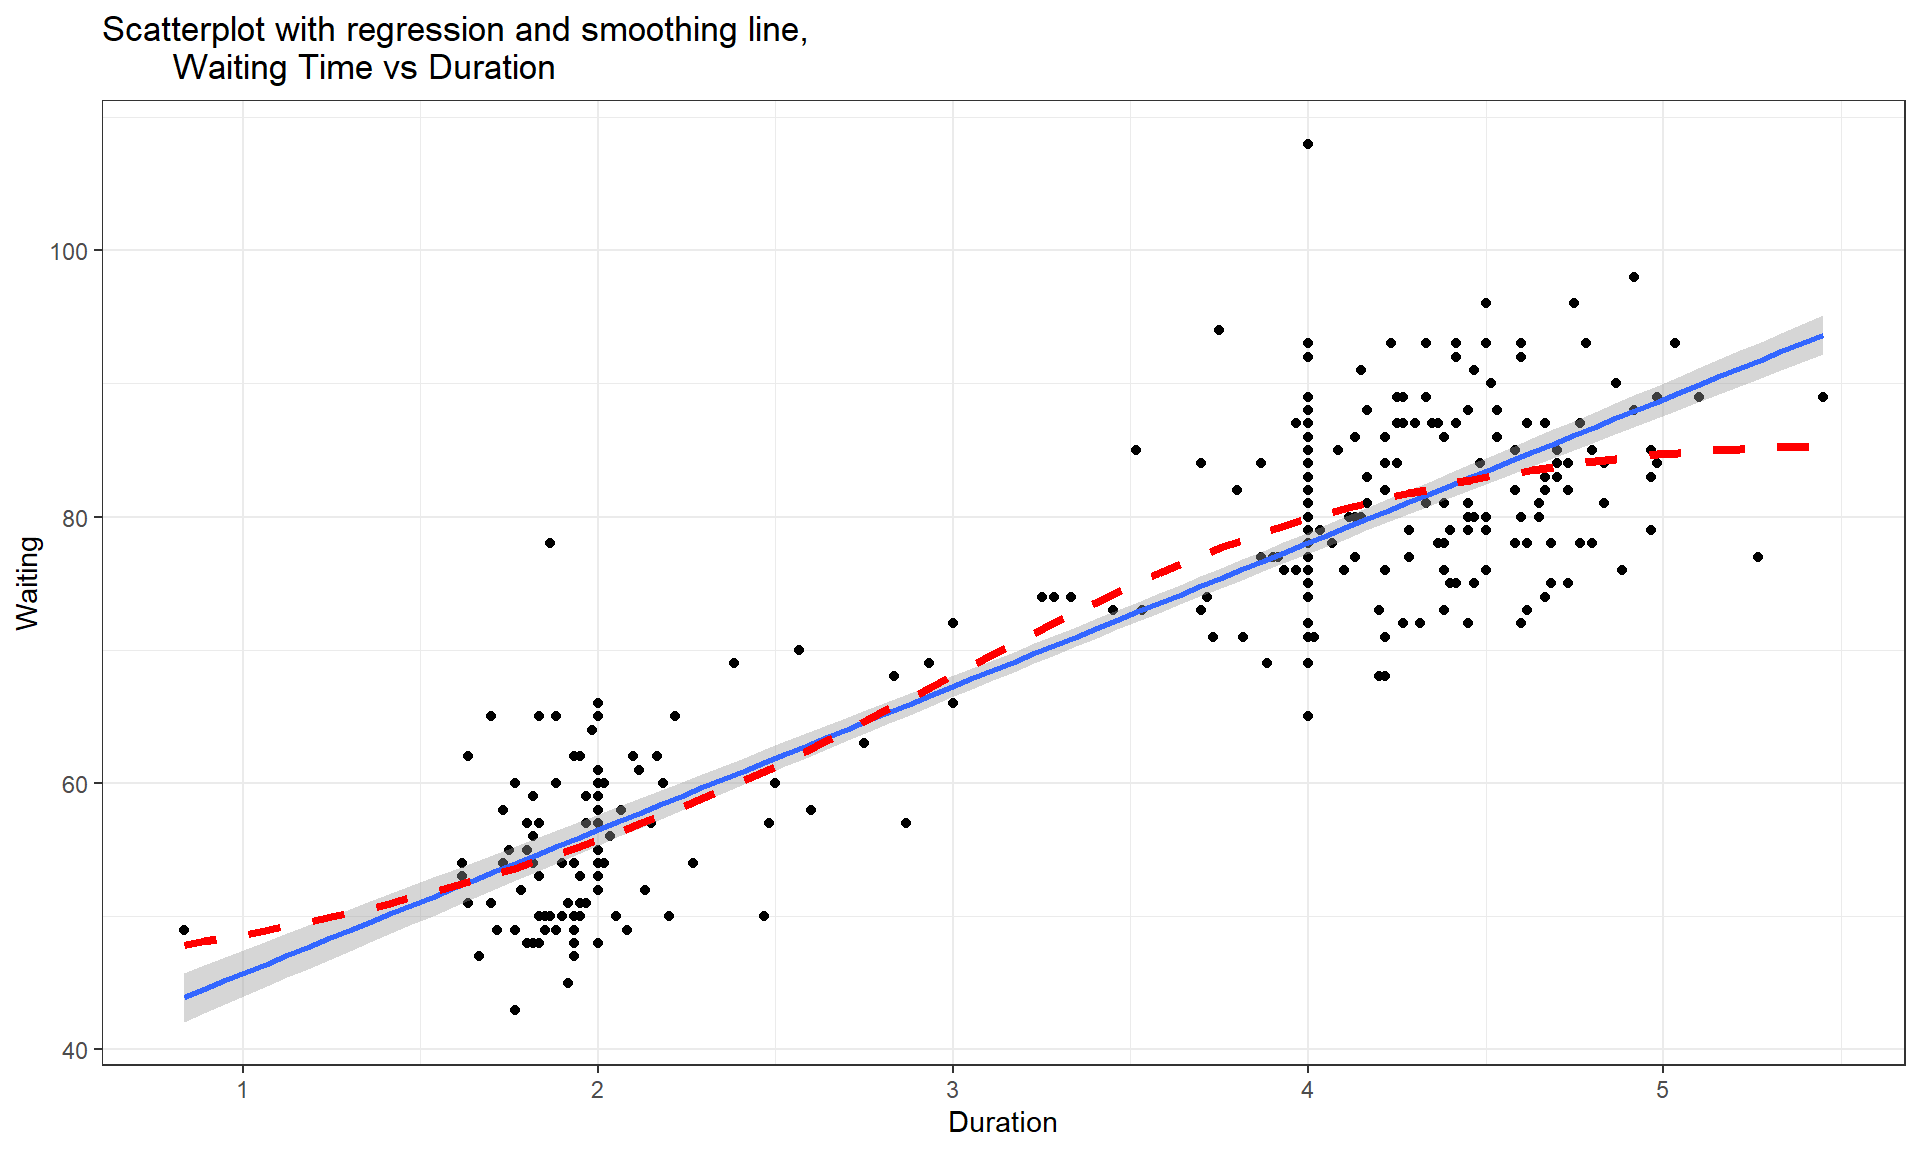 Scatterplot with regression and smoothing line,
Waiting Time vs Duration
Waiting
100
80
60
40
1 2 3 4 5
Duration